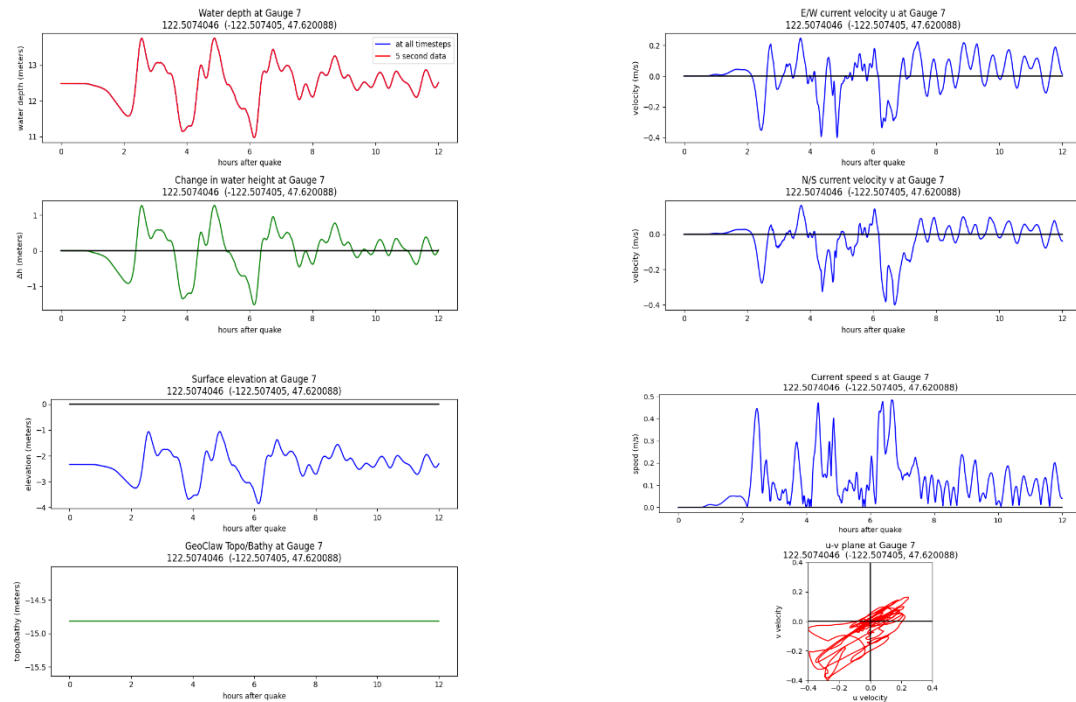 Water depth at Gauge 7
122.5074046 (-122.507405, 47.620088)
at all timesteps
5 second data
water depth (meters)
13
12
11
0 2 4 6 8 10 12
hours after quake
E/W current velocity u at Gauge 7
122.5074046 (-122.507405, 47.620088)
velocity (m/s)
0.2
0.0
−0.2
−0.4
0 2 4 6 8 10 12
hours after quake
Change in water height at Gauge 7
122.5074046 (-122.507405, 47.620088)
Δh (meters)
1
0
−1
0 2 4 6 8 10 12
hours after quake
N/S current velocity v at Gauge 7
122.5074046 (-122.507405, 47.620088)
velocity (m/s)
0.0
−0.2
−0.4
0 2 4 6 8 10 12
hours after quake
Surface elevation at Gauge 7
122.5074046 (-122.507405, 47.620088)
elevation (meters)
0
−1
−2
−3
−4
0 2 4 6 8 10 12
hours after quake
Current speed s at Gauge 7
122.5074046 (-122.507405, 47.620088)
speed (m/s)
0.5
0.4
0.3
0.2
0.1
0.0
0 2 4 6 8 10 12
hours after quake
GeoClaw Topo/Bathy at Gauge 7
122.5074046 (-122.507405, 47.620088)
topo/bathy (meters)
−14.5
−15.0
−15.5
0 2 4 6 8 10 12
hours after quake
u-v plane at Gauge 7
122.5074046 (-122.507405, 47.620088)
v velocity
0.4
0.2
0.0
−0.2
−0.4
−0.4 −0.2 0.0 0.2 0.4
u velocity